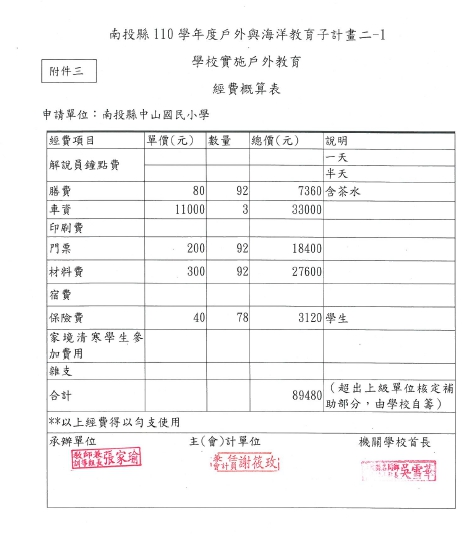 南投縣 110 學年度戶外與海洋教育子計畫二-1
學校實施戶外教育
附件三
經費概算表
申請單位：南投縣中山國民小學
經費項目 單價(元) 數量 總價(元) 說明
解說員鐘點費 一天
半天
膳費 80 92 7360 含茶水
車資 11000 3 33000
印刷費
門票 200 92 18400
材料費 300 92 27600
宿費
保險費 40 78 3120 學生
家境清寒學生參
加費用
雜支
合計 89480 （超出上級單位核定補
助部分，由學校自籌）
**以上經費得以勻支使用
承辦單位 主(會)計單位 機關學校首長
教師兼
訓導組長 張家瑜
兼任
會計員 謝筱玫
吳雪華